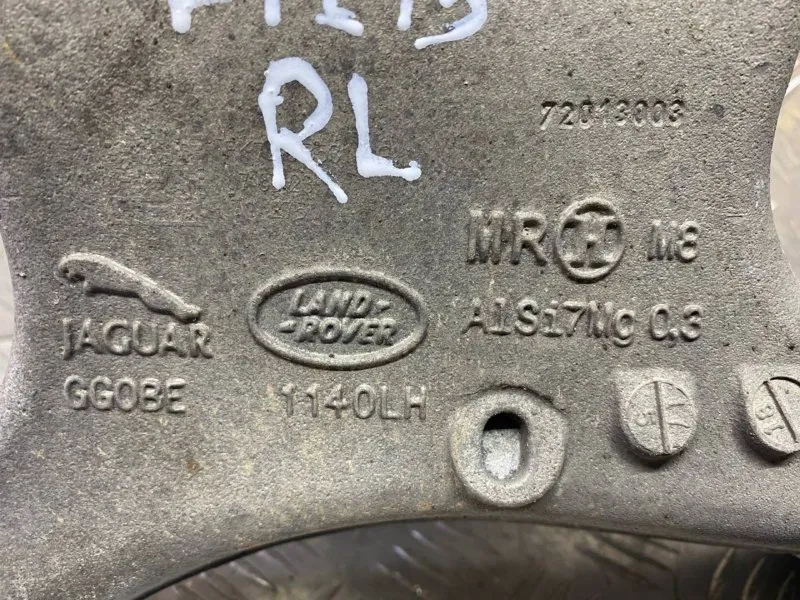 RL
72013003
MR H M8
JAGUAR
LAND-
-ROVER
AlSi7Mg 0.3
GGOBE
1140LH